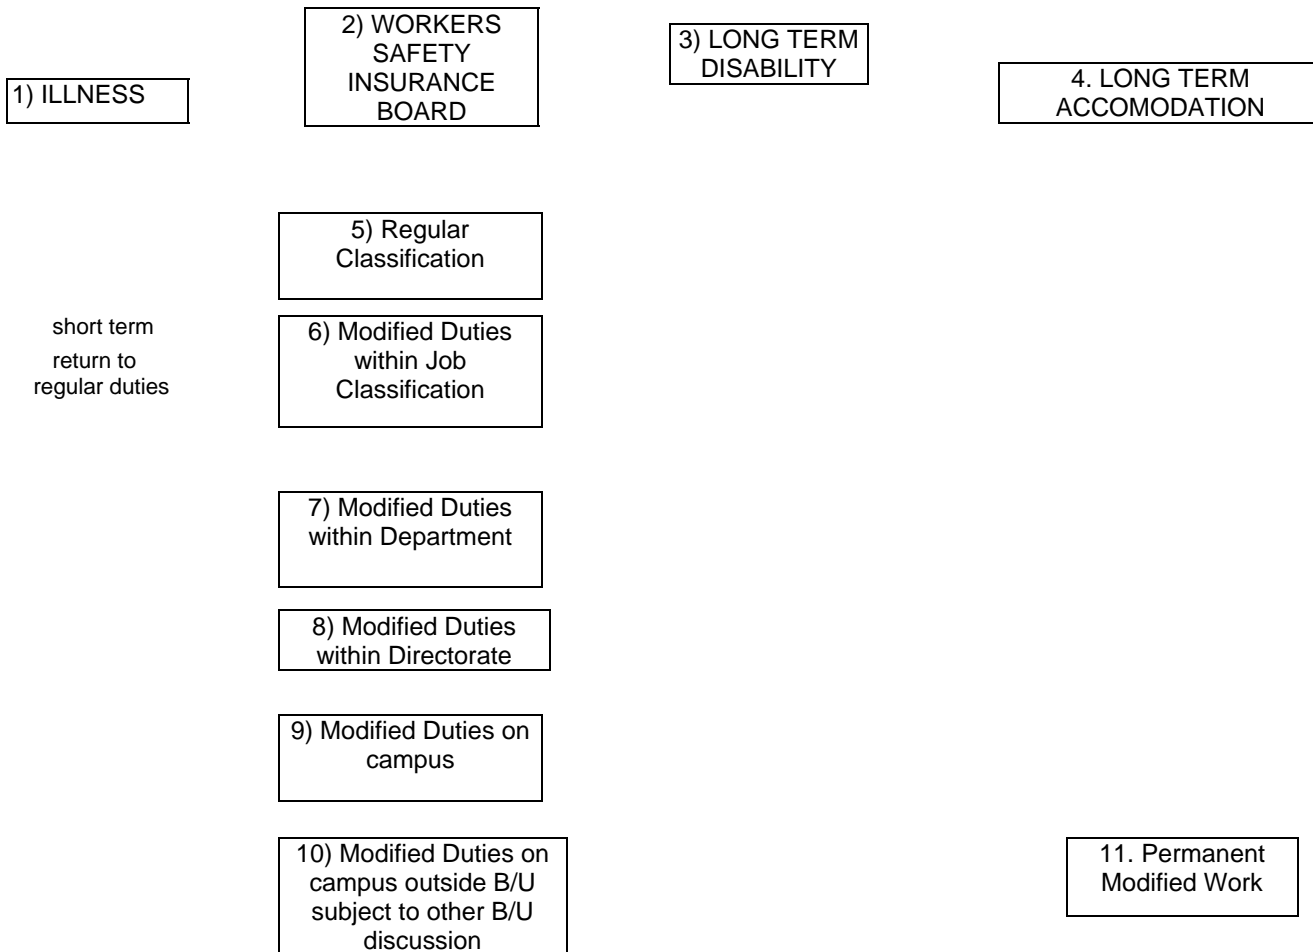 1) ILLNESS
2) WORKERS
SAFETY
INSURANCE
BOARD
3) LONG TERM
DISABILITY
4. LONG TERM
ACCOMODATION
5) Regular
Classification
short term
return to
regular duties
6) Modified Duties
within Job
Classification
7) Modified Duties
within Department
8) Modified Duties
within Directorate
9) Modified Duties on
campus
10) Modified Duties on
campus outside B/U
subject to other B/U
discussion
11. Permanent
Modified Work